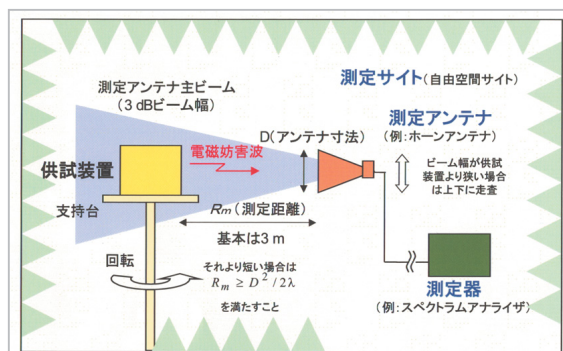 測定アンテナ主ビーム
(3 dBビーム幅)
測定サイト(自由空間サイト)
測定アンテナ
(例:ホーンアンテナ)
D(アンテナ寸法)
電磁妨害波
供試装置
支持台
ビーム幅が供試
装置より狭い場合
は上下に走査
Rm(測定距離)
基本は3 m
回転
それより短い場合は
Rm ≥ D² / 2λ
を満たすこと
測定器
(例:スペクトラムアナライザ)